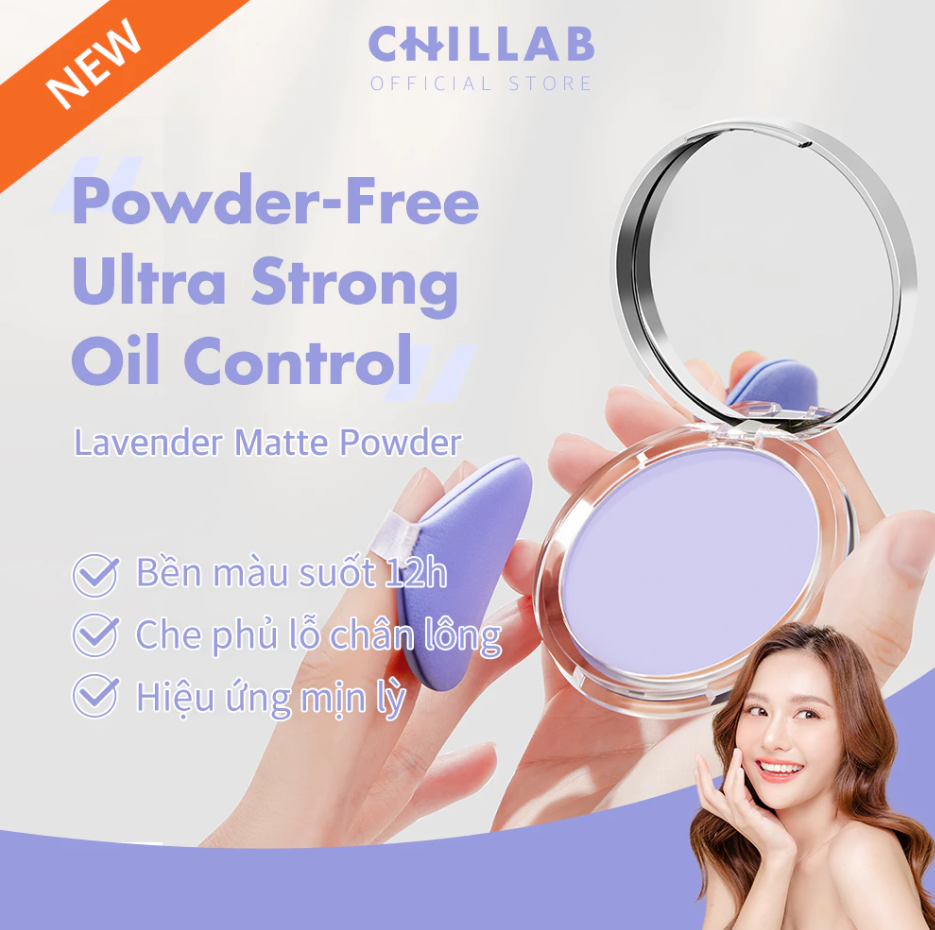 NEW
CHILLAB
OFFICIAL STORE
Powder-Free
Ultra Strong
Oil Control
Lavender Matte Powder
Bền màu suốt 12h
Che phủ lỗ chân lông
Hiệu ứng mịn lỳ